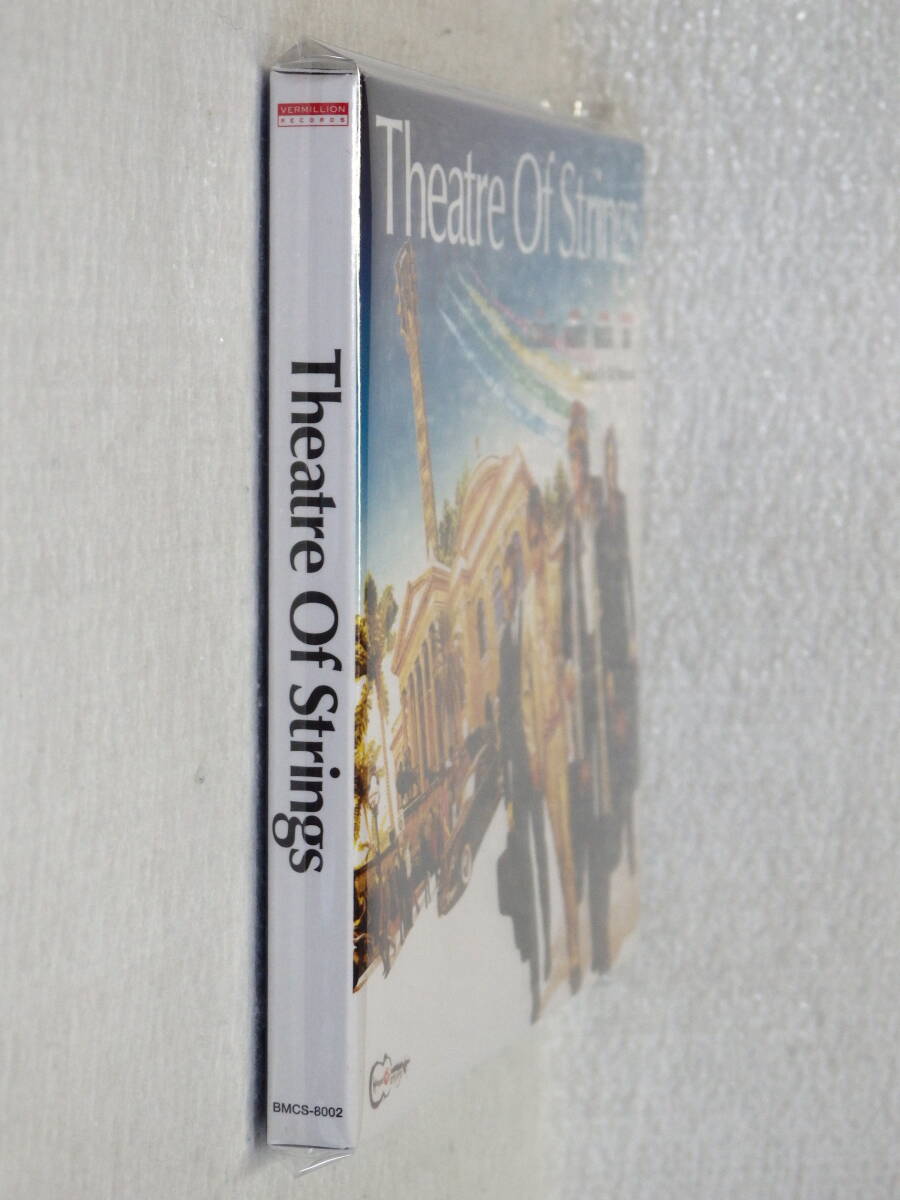 VERMILLION
RECORDS
Theatre Of Strings
BMCS-8002
Theatre Of Strings